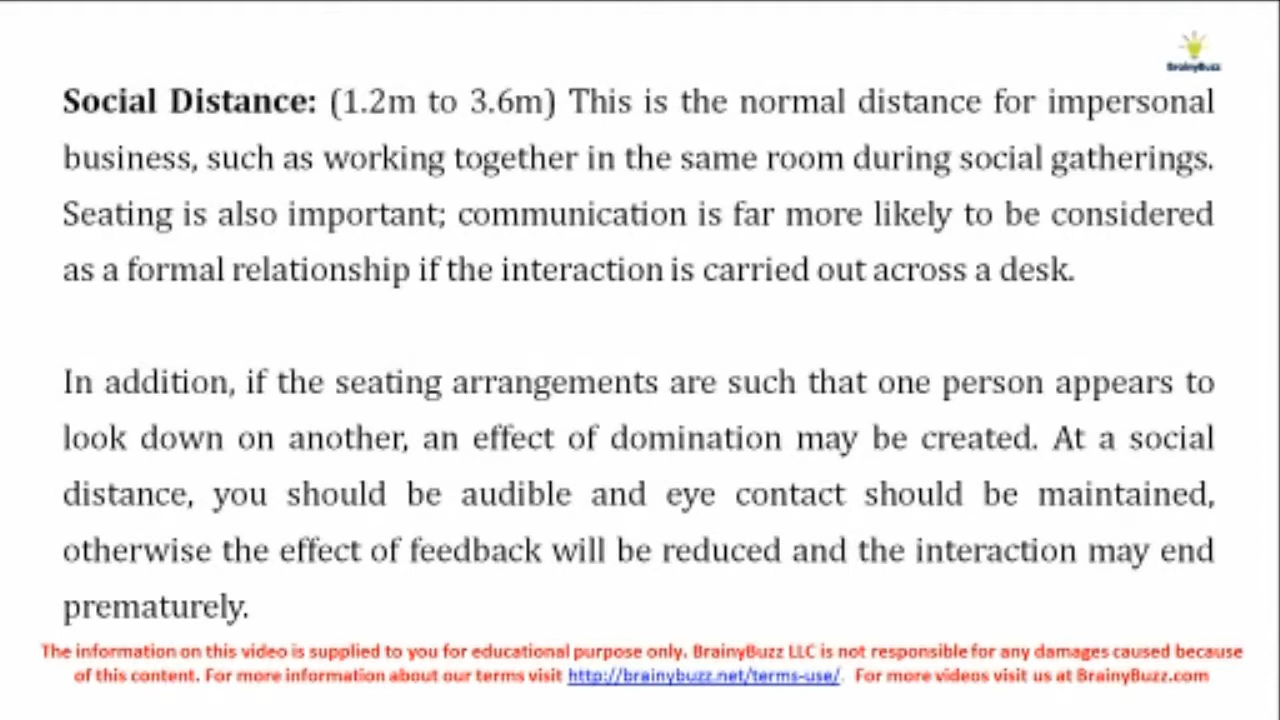 BrainyBuzz
Social Distance: (1.2m to 3.6m) This is the normal distance for impersonal
business, such as working together in the same room during social gatherings.
Seating is also important; communication is far more likely to be considered
as a formal relationship if the interaction is carried out across a desk.
In addition, if the seating arrangements are such that one person appears to
look down on another, an effect of domination may be created. At a social
distance, you should be audible and eye contact should be maintained,
otherwise the effect of feedback will be reduced and the interaction may end
prematurely.
The information on this video is supplied to you for educational purpose only. BrainyBuzz LLC is not responsible for any damages caused because
of this content. For more information about our terms visit http://brainybuzz.net/terms-use/. For more videos visit us at BrainyBuzz.com